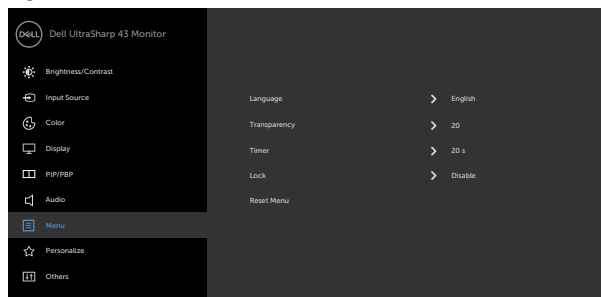 DELL Dell UltraSharp 43 Monitor
Brightness/Contrast
Input Source
Color
Display
PIP/PBP
Audio
Menu
Personalize
Others
Language English
Transparency 20
Timer 20 s
Lock Disable
Reset Menu